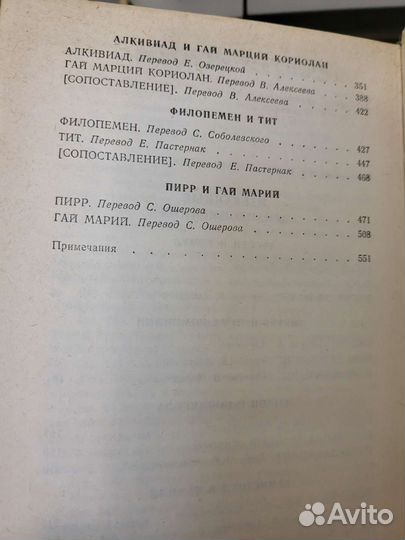 АЛКИВИАД И ГАЙ МАРЦИЙ КОРИОЛАН
АЛКИВИАД. Перевод Е. Озерецкой . . . . . . . . 351
ГАЙ МАРЦИЙ КОРИОЛАН. Перевод В. Алексеева . . 388
[СОПОСТАВЛЕНИЕ]. Перевод В. Алексеева . . . . . 422
ФИЛОПЕМЕН И ТИТ
ФИЛОПЕМЕН. Перевод С. Соболевского . . . . . . 427
ТИТ. Перевод Е. Пастернак . . . . . . . . . . 447
[СОПОСТАВЛЕНИЕ]. Перевод Е. Пастернак . . . . . 468
ПИРР И ГАЙ МАРИЙ
ПИРР. Перевод С. Ошерова . . . . . . . . . . 471
ГАЙ МАРИЙ. Перевод С. Ошерова . . . . . . . . 508
Примечания . . . . . . . . . . . . . . 551
Avito